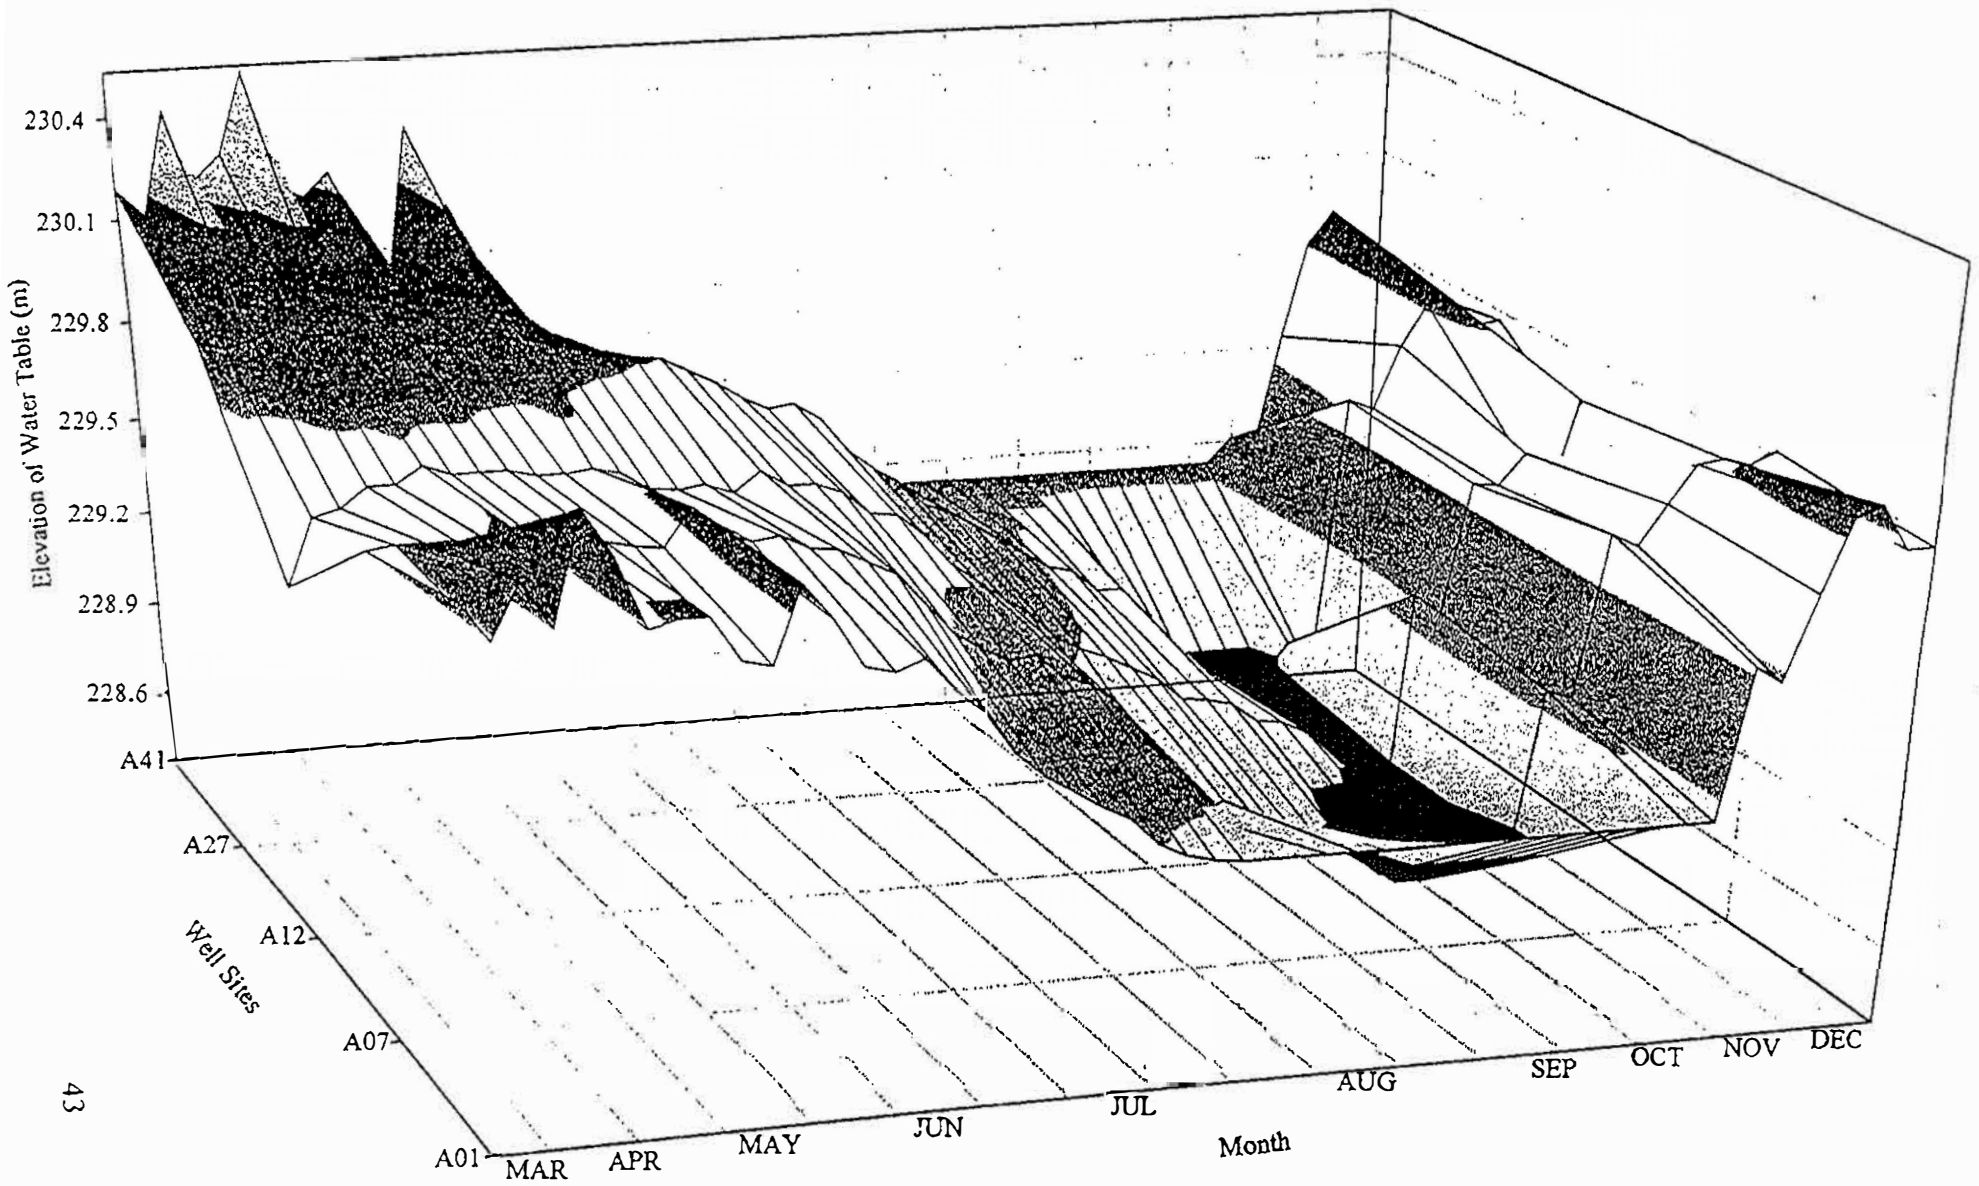 230.4
230.1
229.8
229.5
229.2
228.9
228.6
Elevation of Water Table (m)
A41
A27
A12
A07
A01
Well Sites
MAR
APR
MAY
JUN
JUL
AUG
SEP
OCT
NOV
DEC
Month
43